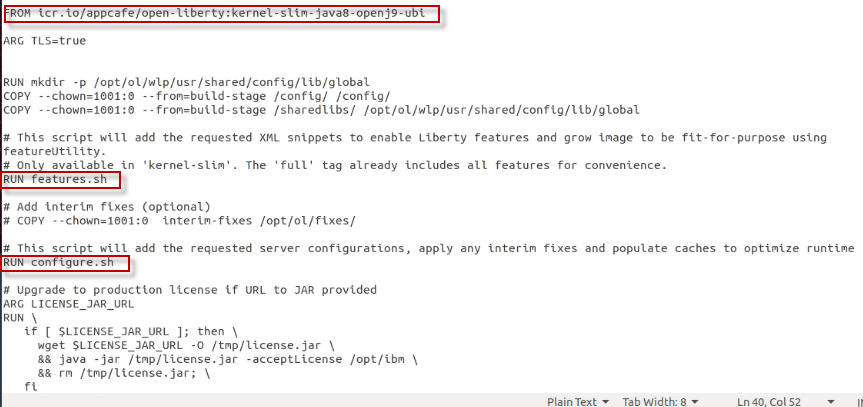 FROM icr.io/appcafe/open-liberty:kernel-slim-java8-openj9-ubi
ARG TLS=true
RUN mkdir -p /opt/ol/wlp/usr/shared/config/lib/global
COPY --chown=1001:0 --from=build-stage /config/ /config/
COPY --chown=1001:0 --from=build-stage /sharedlibs/ /opt/ol/wlp/usr/shared/config/lib/global
# This script will add the requested XML snippets to enable Liberty features and grow image to be fit-for-purpose using
featureUtility.
# Only available in 'kernel-slim'. The 'full' tag already includes all features for convenience.
RUN features.sh
# Add interim fixes (optional)
# COPY --chown=1001:0  interim-fixes /opt/ol/fixes/
# This script will add the requested server configurations, apply any interim fixes and populate caches to optimize runtime
RUN configure.sh
# Upgrade to production license if URL to JAR provided
ARG LICENSE_JAR_URL
RUN \
   if [ $LICENSE_JAR_URL ]; then \
     wget $LICENSE_JAR_URL -O /tmp/license.jar \
     && java -jar /tmp/license.jar -acceptLicense /opt/ibm \
     && rm /tmp/license.jar; \
   fi
Plain Text Tab Width: 8 Ln 40, Col 52